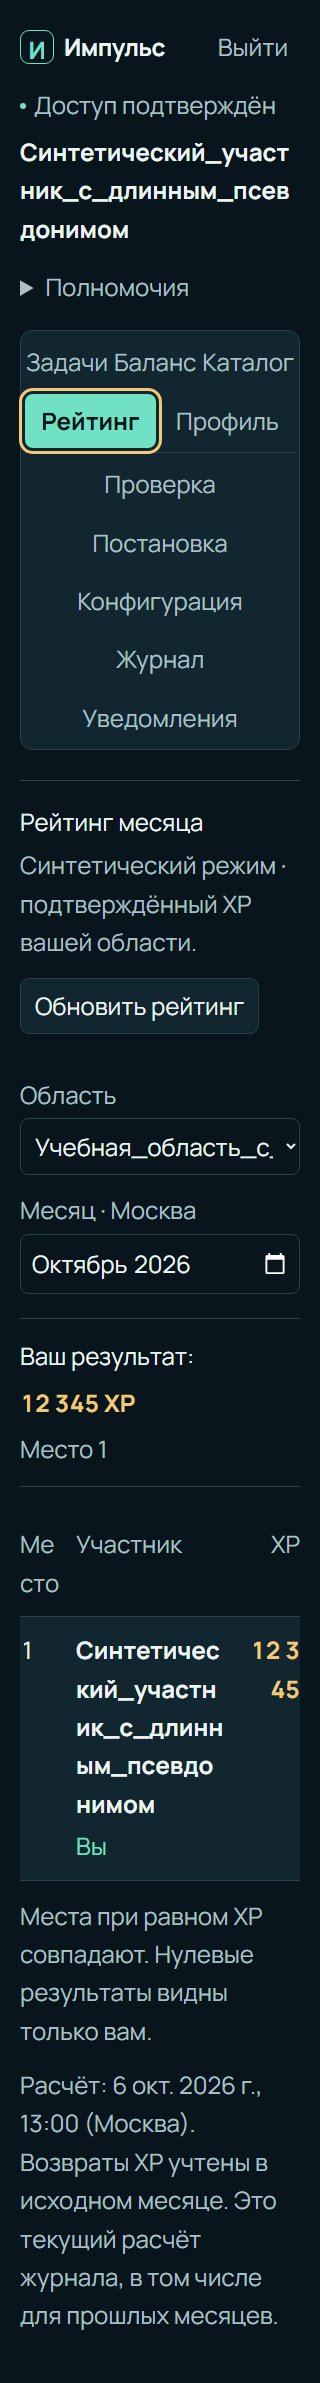 И Импульс Выйти
Доступ подтверждён
Синтетический_участ
ник_с_длинным_псев
донимом
Полномочия
Задачи Баланс Каталог
Рейтинг Профиль
Проверка
Постановка
Конфигурация
Журнал
Уведомления
Рейтинг месяца
Синтетический режим ·
подтверждённый XP
вашей области.
Обновить рейтинг
Область
Учебная_область_с_
Месяц · Москва
Октябрь 2026
Ваш результат:
12 345 XP
Место 1
Ме Участник XP
сто
1 Синтетичес 12 3
кий_участн 45
ик_с_длинн
ым_псевдо
нимом
Вы
Места при равном XP
совпадают. Нулевые
результаты видны
только вам.
Расчёт: 6 окт. 2026 г.,
13:00 (Москва).
Возвраты XP учтены в
исходном месяце. Это
текущий расчёт
журнала, в том числе
для прошлых месяцев.